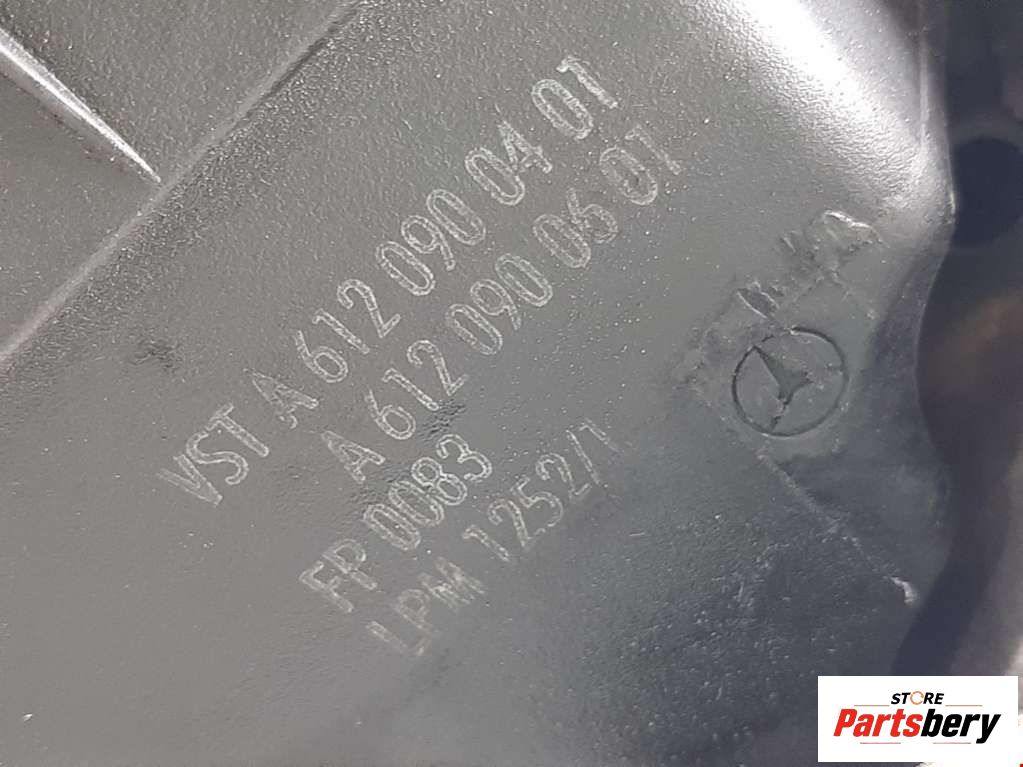 VST A 612 090 04 01
A 612 090 06 01
FP 0083
LPM 1252/1
STORE
Partsbery